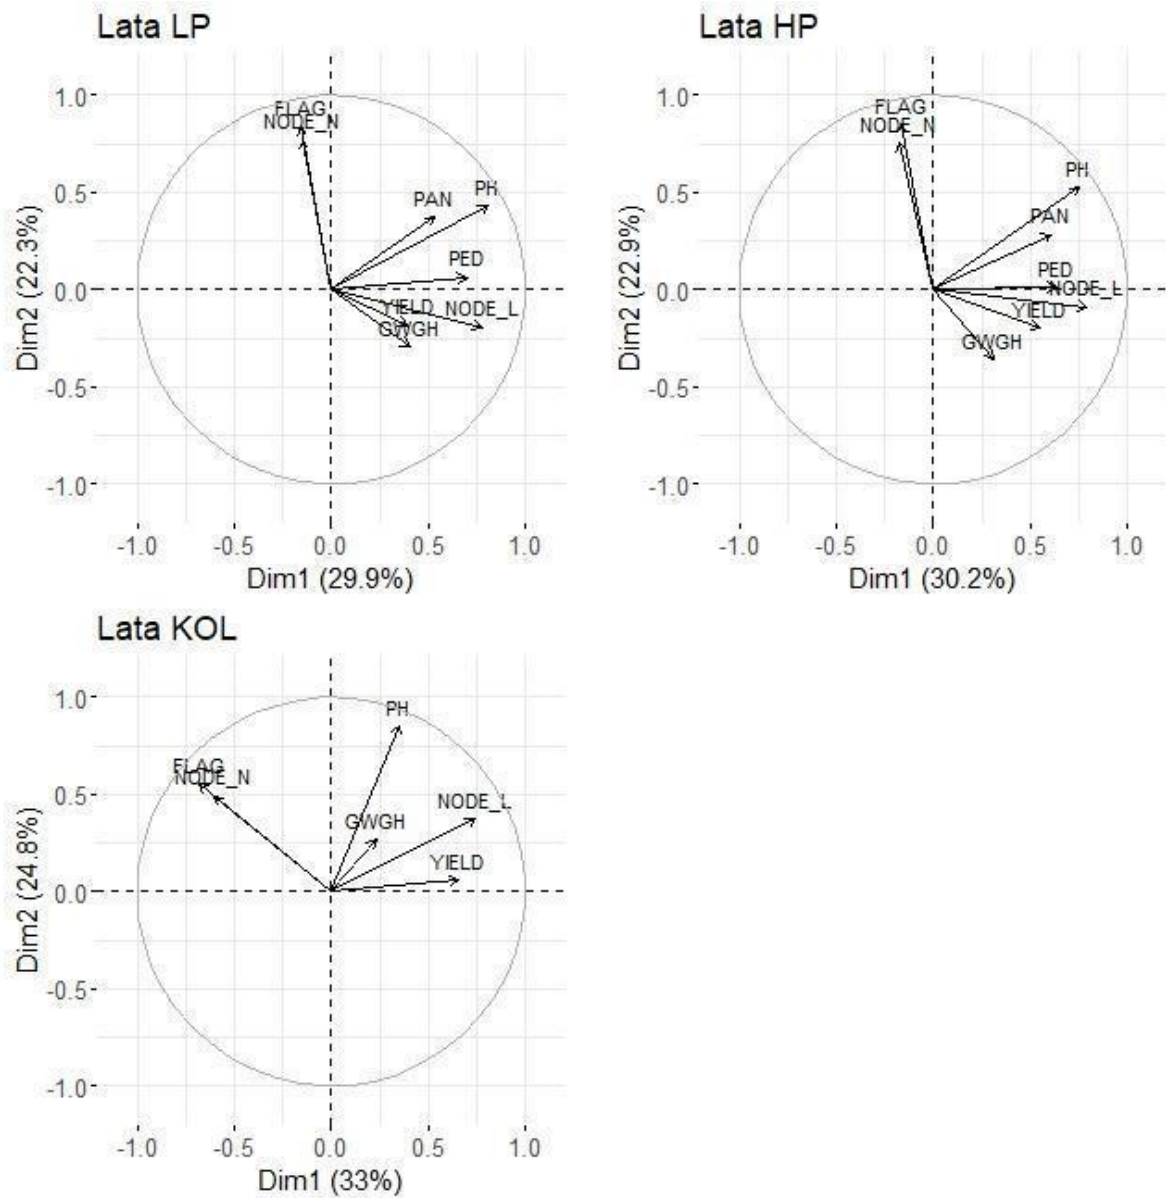 Lata LP
1.0
0.5
0.0
-0.5
-1.0
Dim2 (22.3%)
FLAG
NODE_N
PAN
PH
PED
YIELD
NODE_L
GWGH
-1.0 -0.5 0.0 0.5 1.0
Dim1 (29.9%)
Lata HP
1.0
0.5
0.0
-0.5
-1.0
Dim2 (22.9%)
FLAG
NODE_N
PH
PAN
PED
NODE_L
YIELD
GWGH
-1.0 -0.5 0.0 0.5 1.0
Dim1 (30.2%)
Lata KOL
1.0
0.5
0.0
-0.5
-1.0
Dim2 (24.8%)
PH
FLAG
NODE_N
NODE_L
GWGH
YIELD
-1.0 -0.5 0.0 0.5 1.0
Dim1 (33%)